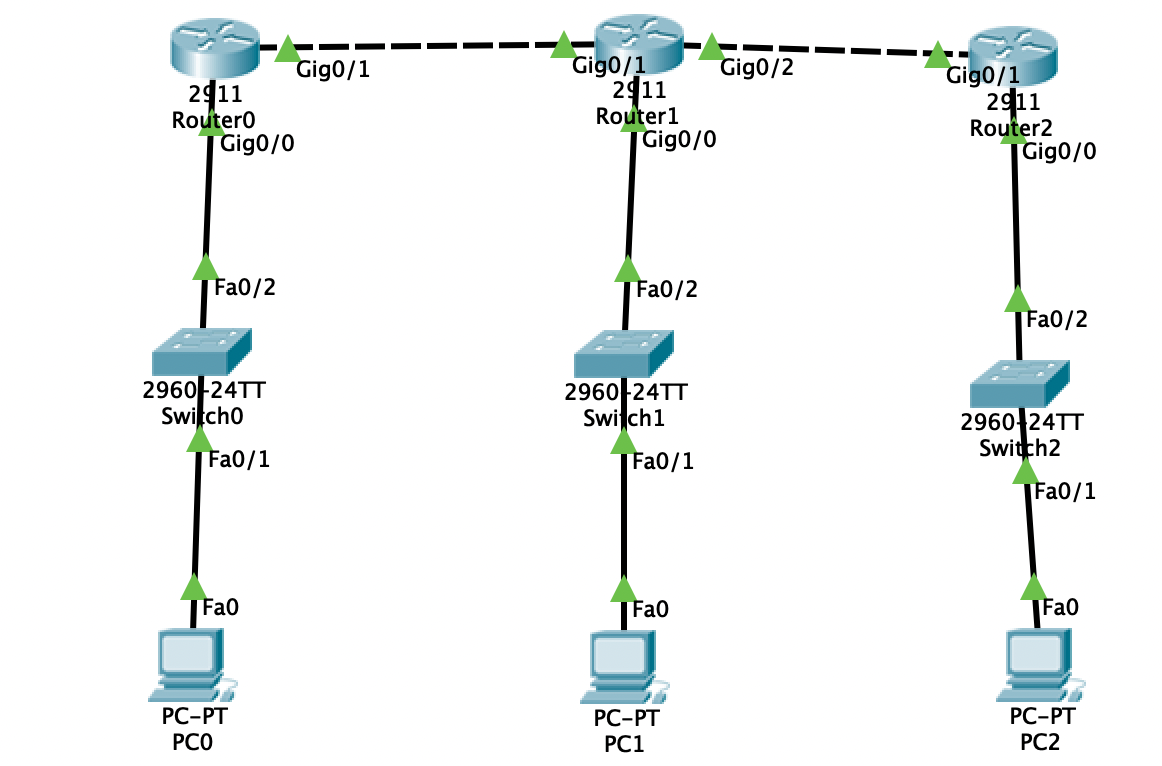 Gig0/1
Gig0/1
Gig0/2
Gig0/1
2911
Router0
Gig0/0
2911
Router1
Gig0/0
2911
Router2
Gig0/0
Fa0/2
Fa0/2
Fa0/2
2960-24TT
Switch0
Fa0/1
2960-24TT
Switch1
Fa0/1
2960-24TT
Switch2
Fa0/1
Fa0
Fa0
Fa0
PC-PT
PC0
PC-PT
PC1
PC-PT
PC2